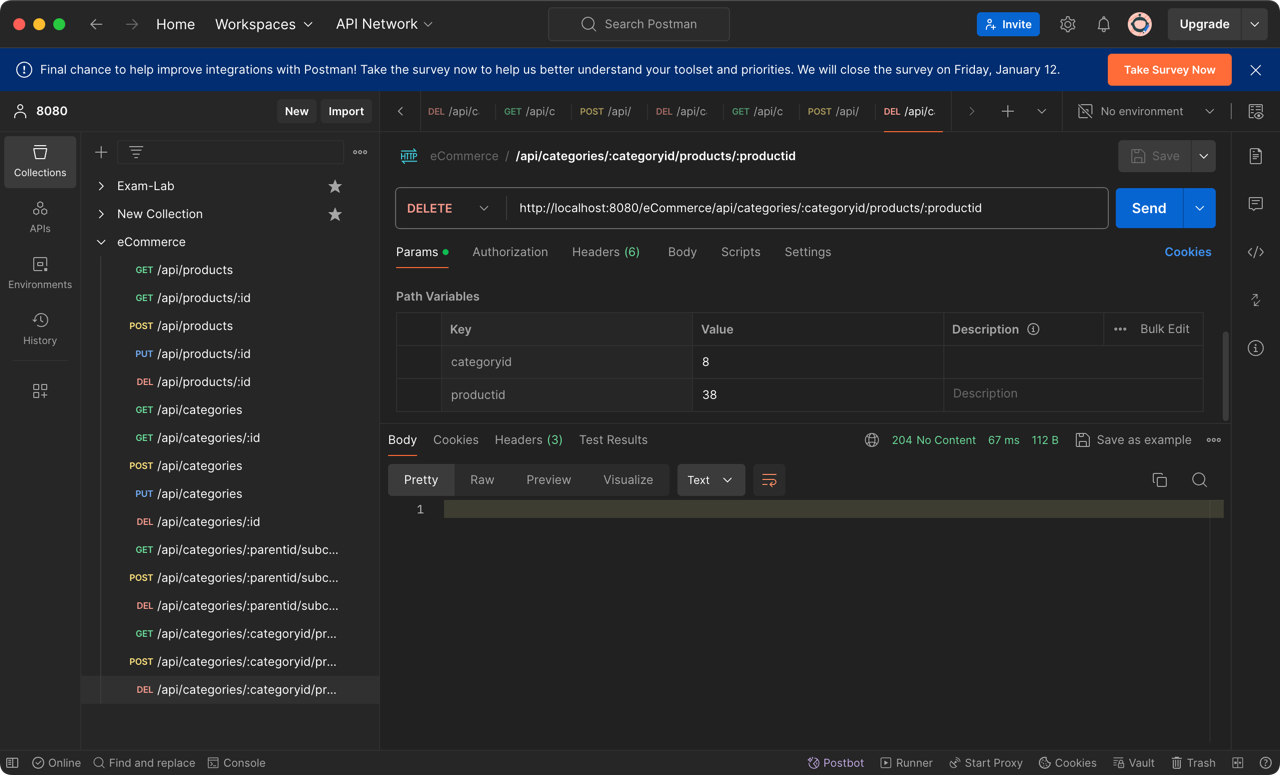 Home Workspaces API Network Search Postman Invite Upgrade
Final chance to help improve integrations with Postman! Take the survey now to help us better understand your toolset and priorities. We will close the survey on Friday, January 12. Take Survey Now
8080 New Import
DEL /api/c GET /api/c POST /api/ DEL /api/c GET /api/c POST /api/ DEL /api/c No environment
eCommerce / /api/categories/:categoryid/products/:productid Save
DELETE http://localhost:8080/eCommerce/api/categories/:categoryid/products/:productid Send
Params Authorization Headers (6) Body Scripts Settings Cookies
Path Variables
Key Value Description Bulk Edit
categoryid 8
productid 38 Description
Body Cookies Headers (3) Test Results 204 No Content 67 ms 112 B Save as example
Pretty Raw Preview Visualize Text
1
Collections
APIs
Environments
History
Exam-Lab
New Collection
eCommerce
GET /api/products
GET /api/products/:id
POST /api/products
PUT /api/products/:id
DEL /api/products/:id
GET /api/categories
GET /api/categories/:id
POST /api/categories
PUT /api/categories
DEL /api/categories/:id
GET /api/categories/:parentid/subc...
POST /api/categories/:parentid/subc...
DEL /api/categories/:parentid/subc...
GET /api/categories/:categoryid/pr...
POST /api/categories/:categoryid/pr...
DEL /api/categories/:categoryid/pr...
Online Find and replace Console Postbot Runner Start Proxy Cookies Vault Trash